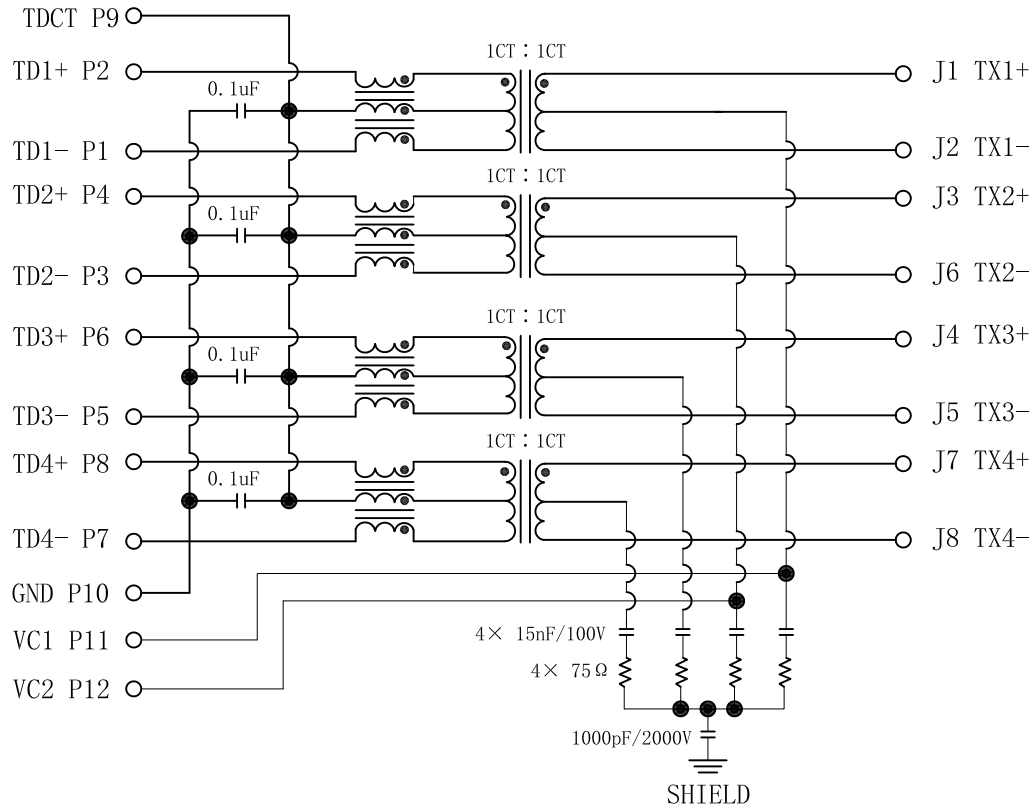 TDCT P9
1CT：1CT
TD1+ P2
J1 TX1+
0.1uF
TD1- P1
J2 TX1-
1CT：1CT
TD2+ P4
J3 TX2+
0.1uF
TD2- P3
J6 TX2-
1CT：1CT
TD3+ P6
J4 TX3+
0.1uF
TD3- P5
J5 TX3-
1CT：1CT
TD4+ P8
J7 TX4+
0.1uF
TD4- P7
J8 TX4-
GND P10
VC1 P11
4× 15nF/100V
4× 75Ω
VC2 P12
1000pF/2000V
SHIELD